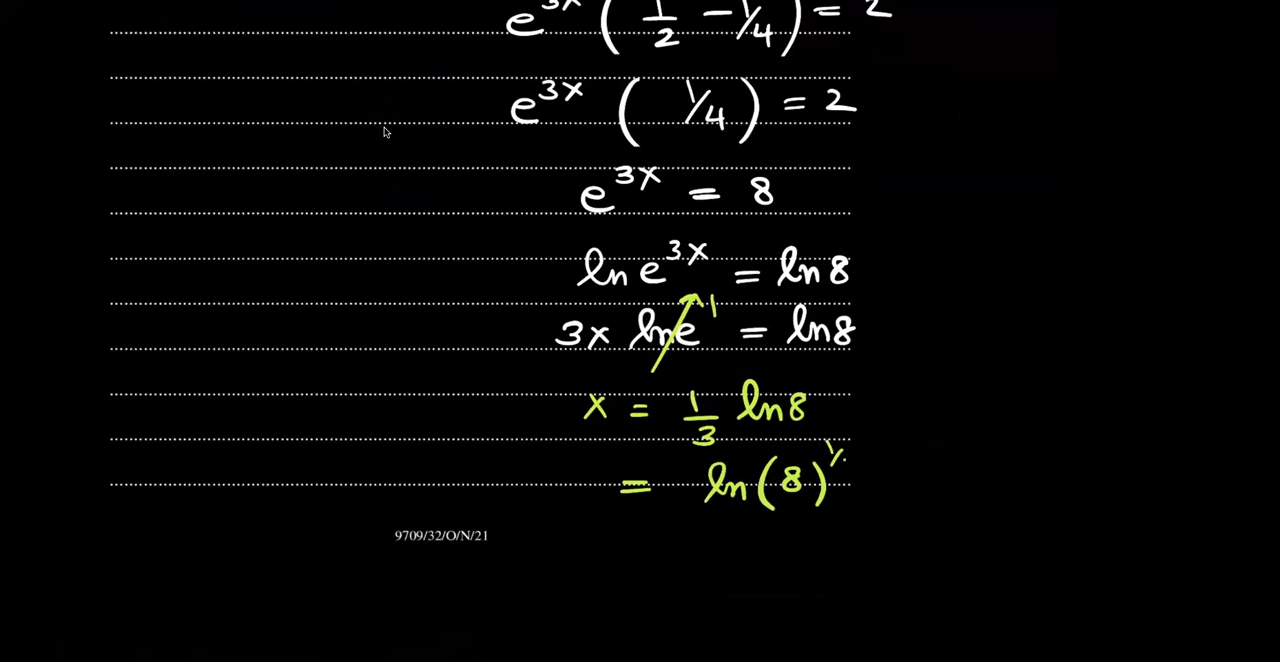 e^{3x} (1/2 - 1/4) = 2
e^{3x} (1/4) = 2
e^{3x} = 8
ln e^{3x} = ln 8
3x ln e 1 = ln 8
x = 1/3 ln 8
= ln (8)^{1/
9709/32/O/N/21